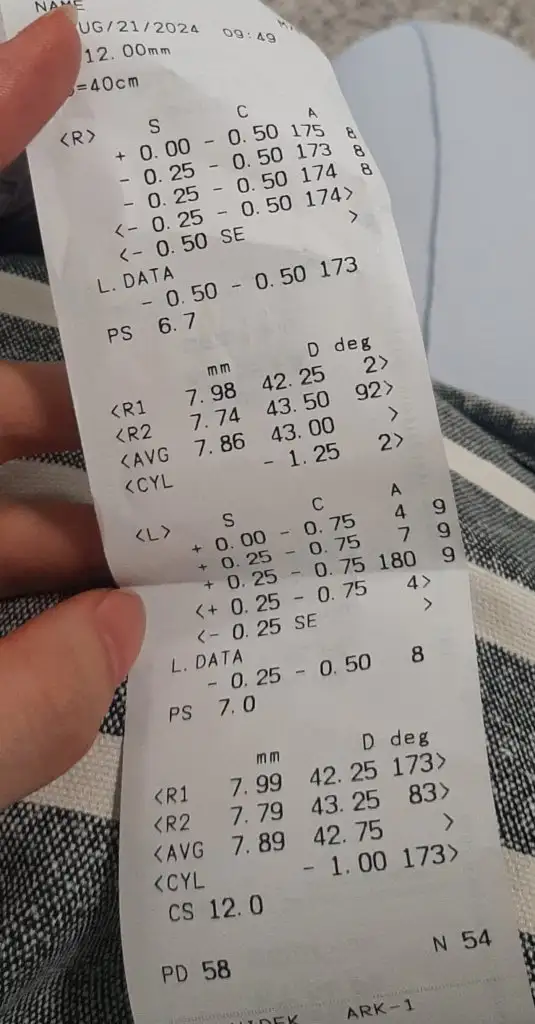 NAME
UG/21/2024 09:49
12.00mm
=40cm
<R> S C A
+ 0.00 - 0.50 175 8
- 0.25 - 0.50 173 8
- 0.25 - 0.50 174 8
<- 0.25 - 0.50 174>
<- 0.50 SE >
L.DATA
- 0.50 - 0.50 173
PS 6.7
mm D deg
<R1 7.98 42.25 2>
<R2 7.74 43.50 92>
<AVG 7.86 43.00 >
<CYL - 1.25 2>
<L> S C A
+ 0.00 - 0.75 4 9
+ 0.25 - 0.75 7 9
+ 0.25 - 0.75 180 9
<+ 0.25 - 0.75 4>
<- 0.25 SE >
L.DATA
- 0.25 - 0.50 8
PS 7.0
mm D deg
<R1 7.99 42.25 173>
<R2 7.79 43.25 83>
<AVG 7.89 42.75 >
<CYL - 1.00 173>
CS 12.0
PD 58 N 54
NIDEK ARK-1